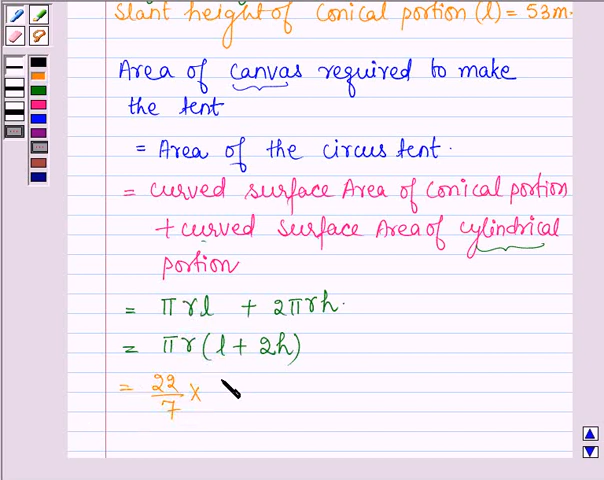 Slant height of Conical portion (l) = 53m.
Area of canvas required to make
the tent
= Area of the circus tent.
= curved surface Area of Conical portion
+ curved surface Area of cylindrical
portion
= πrl + 2πrh.
= πr(l + 2h)
= 22/7 ×